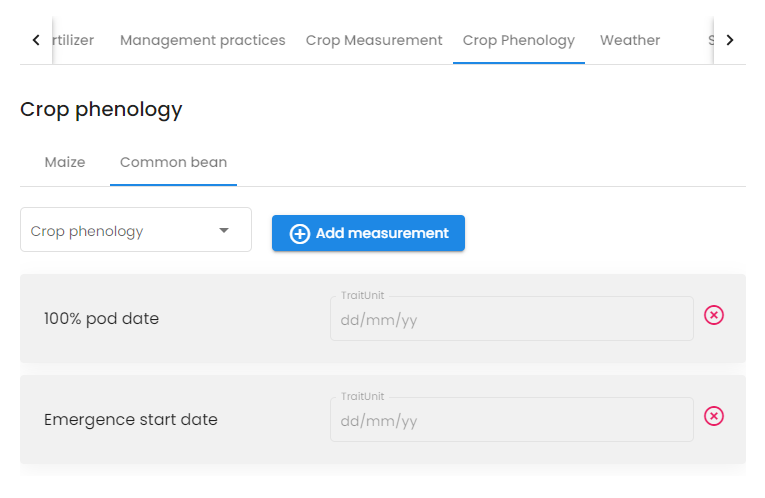 rtilizer Management practices Crop Measurement Crop Phenology Weather S
Crop phenology
Maize Common bean
Crop phenology Add measurement
TraitUnit
100% pod date dd/mm/yy
TraitUnit
Emergence start date dd/mm/yy